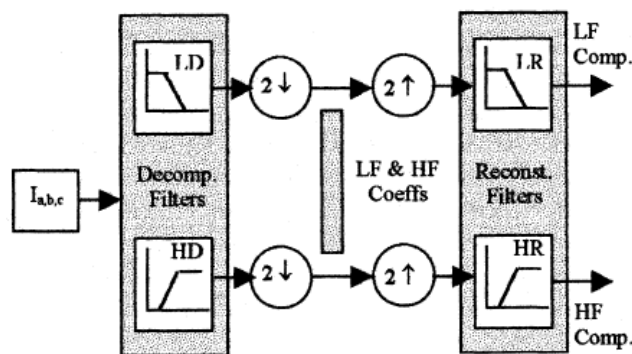 LD
2↓
2↑
LR
LF
Comp.
I_{a,b,c}
Decomp.
Filters
LF & HF
Coeffs
Reconst.
Filters
HD
2↓
2↑
HR
HF
Comp.